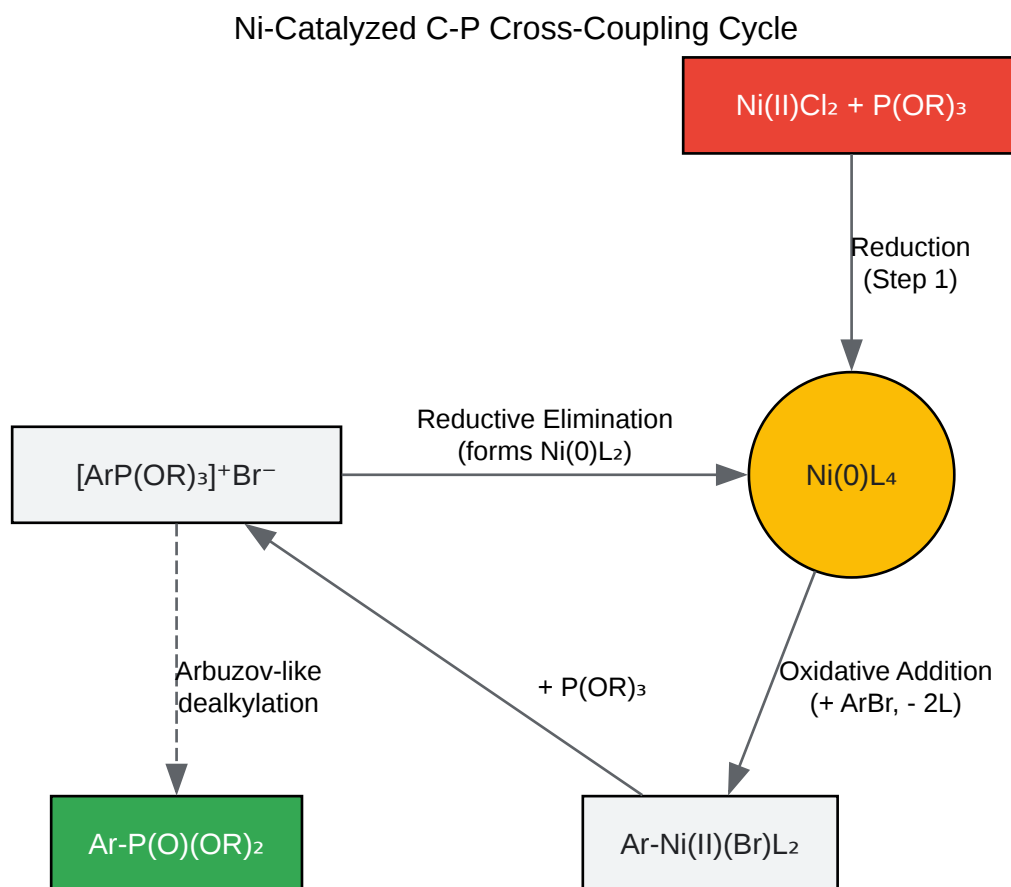 Ni-Catalyzed C-P Cross-Coupling Cycle
Ni(II)Cl₂ + P(OR)₃
Reduction
(Step 1)
Reductive Elimination
(forms Ni(0)L₂)
[ArP(OR)₃]⁺Br⁻
Ni(0)L₄
Arbuzov-like
dealkylation
+ P(OR)₃
Oxidative Addition
(+ ArBr, - 2L)
Ar-P(O)(OR)₂
Ar-Ni(II)(Br)L₂